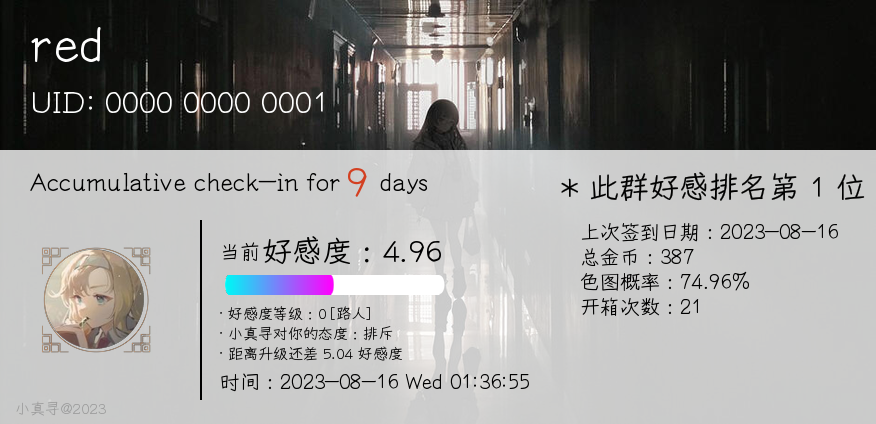 red
UID: 0000 0000 0001
Accumulative check-in for 9 days
* 此群好感排名第 1 位
上次签到日期：2023-08-16
总金币：387
色图概率：74.96%
开箱次数：21
当前好感度：4.96
· 好感度等级：0 [路人]
· 小真寻对你的态度：排斥
· 距离升级还差 5.04 好感度
时间：2023-08-16 Wed 01:36:55
小真寻@2023